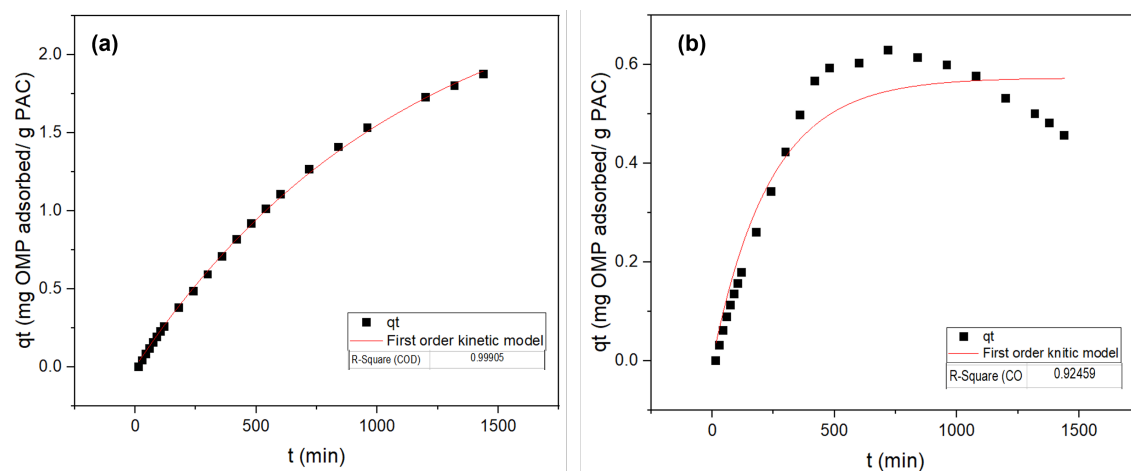 (a)
qt (mg OMP adsorbed/ g PAC)
2.0
1.5
1.0
0.5
0.0
qt
First order kinetic model
R-Square (COD) 0.99905
0 500 1000 1500
t (min)
(b)
qt (mg OMP adsorbed/ g PAC)
0.6
0.4
0.2
0.0
qt
First order knitic model
R-Square (CO 0.92459
0 500 1000 1500
t (min)